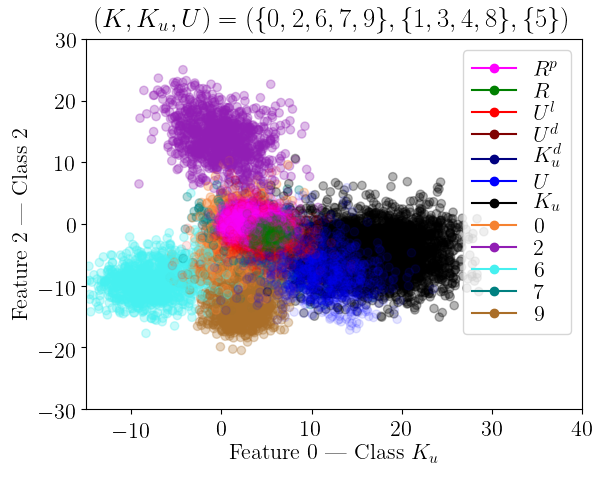 (K, K_u, U) = ({0, 2, 6, 7, 9}, {1, 3, 4, 8}, {5})
30
20
10
0
−10
−20
−30
Feature 2 — Class 2
−10
0
10
20
30
40
Feature 0 — Class K_u
R^p
R
U^l
U^d
K_u^d
U
K_u
0
2
6
7
9